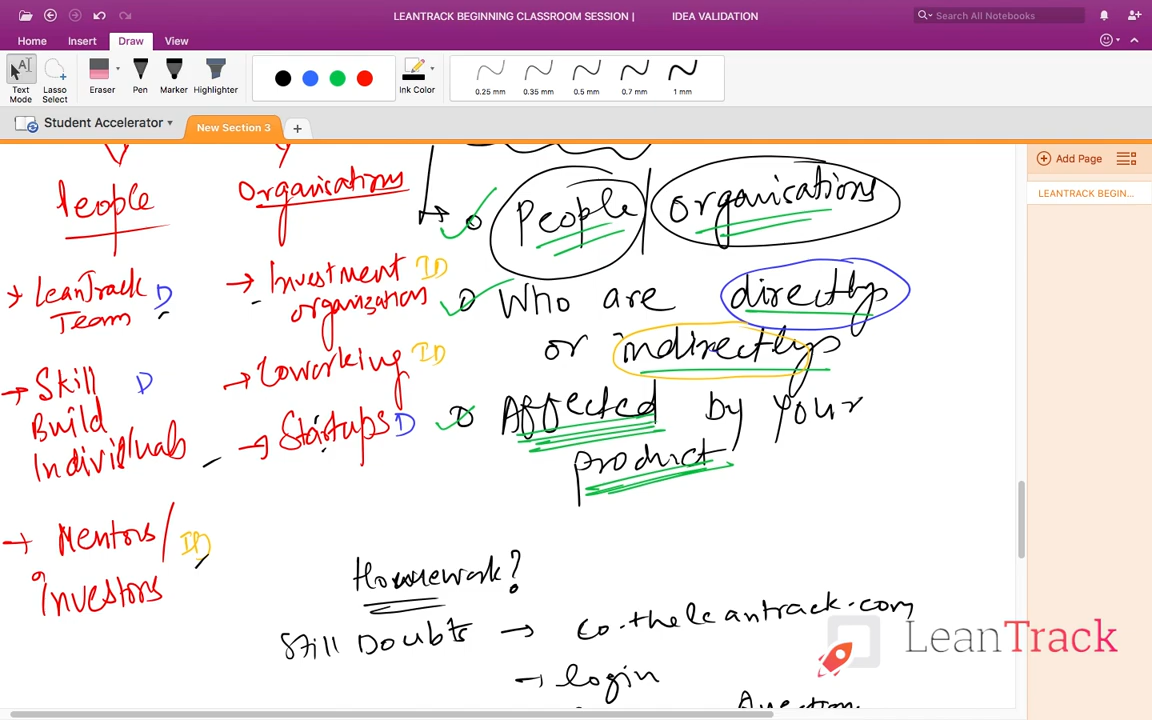 LEANTRACK BEGINNING CLASSROOM SESSION | IDEA VALIDATION
Search All Notebooks
Home Insert Draw View
Text Mode
Lasso Select
Eraser
Pen
Marker
Highlighter
Ink Color
0.25 mm
0.35 mm
0.5 mm
0.7 mm
1 mm
Student Accelerator
New Section 3
Add Page
LEANTRACK BEGIN...
People
→ LeanTrack D
Team
→ Skill D
Build
Individuals
→ Mentors/ ID
Investors
Organisations
→ Investment ID
organization
→ Coworking ID
→ Startups D
People | organisations
Who are directly
or indirectly
Affected by your
product
Homework?
Still Doubts → co.theleantrack.com
→ login
Question
LeanTrack